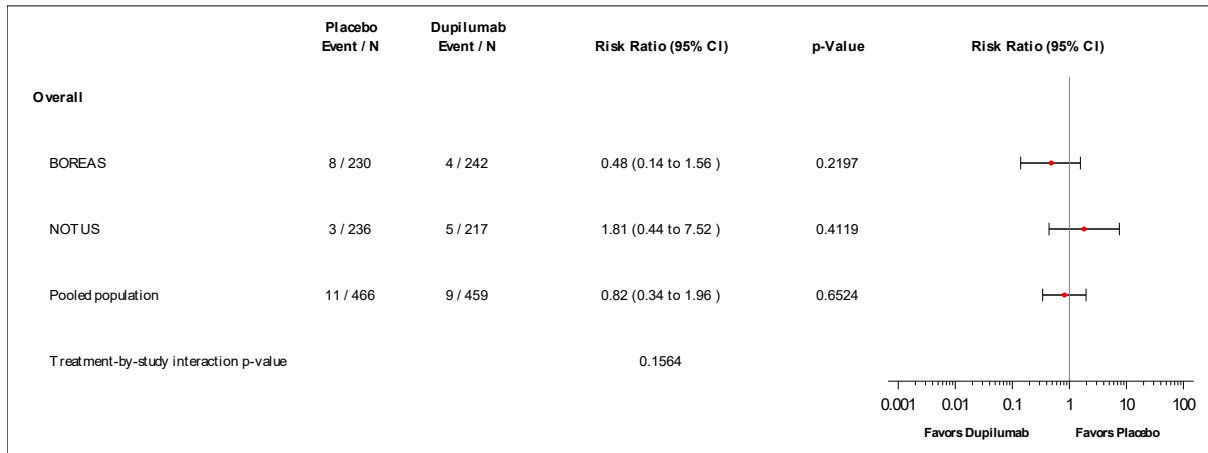 Placebo Dupilumab
Event / N Event / N Risk Ratio (95% CI) p-Value Risk Ratio (95% CI)
Overall
BOREAS 8 / 230 4 / 242 0.48 (0.14 to 1.56 ) 0.2197
NOTUS 3 / 236 5 / 217 1.81 (0.44 to 7.52 ) 0.4119
Pooled population 11 / 466 9 / 459 0.82 (0.34 to 1.96 ) 0.6524
Treatment-by-study interaction p-value 0.1564
0.001 0.01 0.1 1 10 100
Favors Dupilumab Favors Placebo